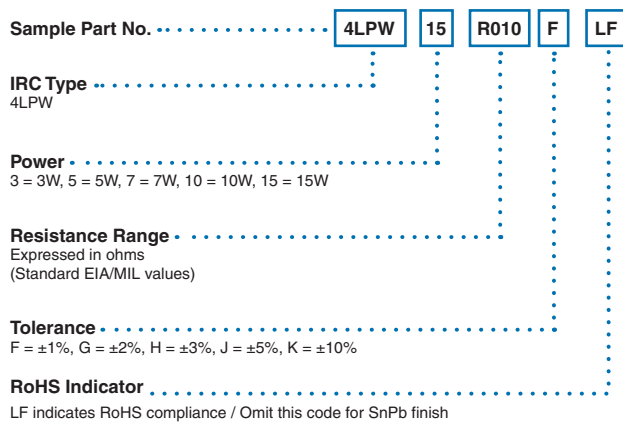 Sample Part No. 4LPW 15 R010 F LF
IRC Type
4LPW
Power
3 = 3W, 5 = 5W, 7 = 7W, 10 = 10W, 15 = 15W
Resistance Range
Expressed in ohms
(Standard EIA/MIL values)
Tolerance
F = ±1%, G = ±2%, H = ±3%, J = ±5%, K = ±10%
RoHS Indicator
LF indicates RoHS compliance / Omit this code for SnPb finish